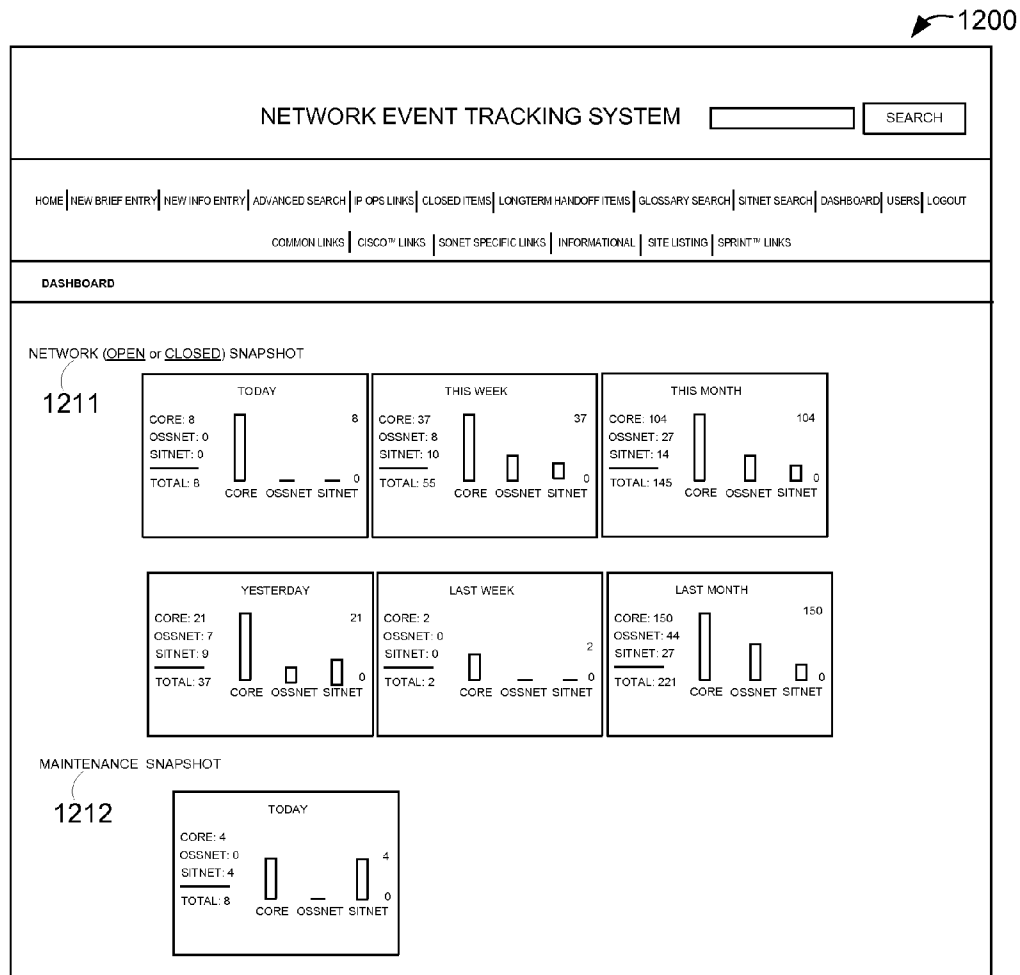 1200
NETWORK EVENT TRACKING SYSTEM
SEARCH
HOME NEW BRIEF ENTRY NEW INFO ENTRY ADVANCED SEARCH IP OPS LINKS CLOSED ITEMS LONGTERM HANDOFF ITEMS GLOSSARY SEARCH SITNET SEARCH DASHBOARD USERS LOGOUT
COMMON LINKS CISCO™ LINKS SONET SPECIFIC LINKS INFORMATIONAL SITE LISTING SPRINT™ LINKS
DASHBOARD
NETWORK (OPEN or CLOSED) SNAPSHOT
1211
TODAY
CORE: 8
OSSNET: 0
SITNET: 0
TOTAL: 8
8
0
CORE OSSNET SITNET
THIS WEEK
CORE: 37
OSSNET: 8
SITNET: 10
TOTAL: 55
37
0
CORE OSSNET SITNET
THIS MONTH
CORE: 104
OSSNET: 27
SITNET: 14
TOTAL: 145
104
0
CORE OSSNET SITNET
YESTERDAY
CORE: 21
OSSNET: 7
SITNET: 9
TOTAL: 37
21
0
CORE OSSNET SITNET
LAST WEEK
CORE: 2
OSSNET: 0
SITNET: 0
TOTAL: 2
2
0
CORE OSSNET SITNET
LAST MONTH
CORE: 150
OSSNET: 44
SITNET: 27
TOTAL: 221
150
0
CORE OSSNET SITNET
MAINTENANCE SNAPSHOT
1212
TODAY
CORE: 4
OSSNET: 0
SITNET: 4
TOTAL: 8
4
0
CORE OSSNET SITNET